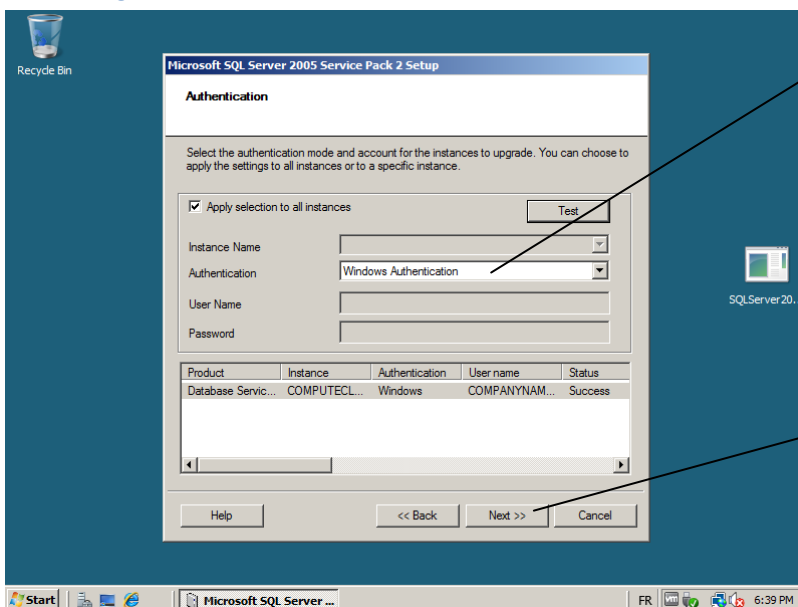 Recycle Bin
Microsoft SQL Server 2005 Service Pack 2 Setup
Authentication
Select the authentication mode and account for the instances to upgrade. You can choose to
apply the settings to all instances or to a specific instance.
Apply selection to all instances
Test
Instance Name
Authentication
Windows Authentication
User Name
Password
Product Instance Authentication User name Status
Database Servic... COMPUTECL... Windows COMPANYNAM... Success
SQLServer20.
Help << Back Next >> Cancel
Start Microsoft SQL Server ... FR 6:39 PM